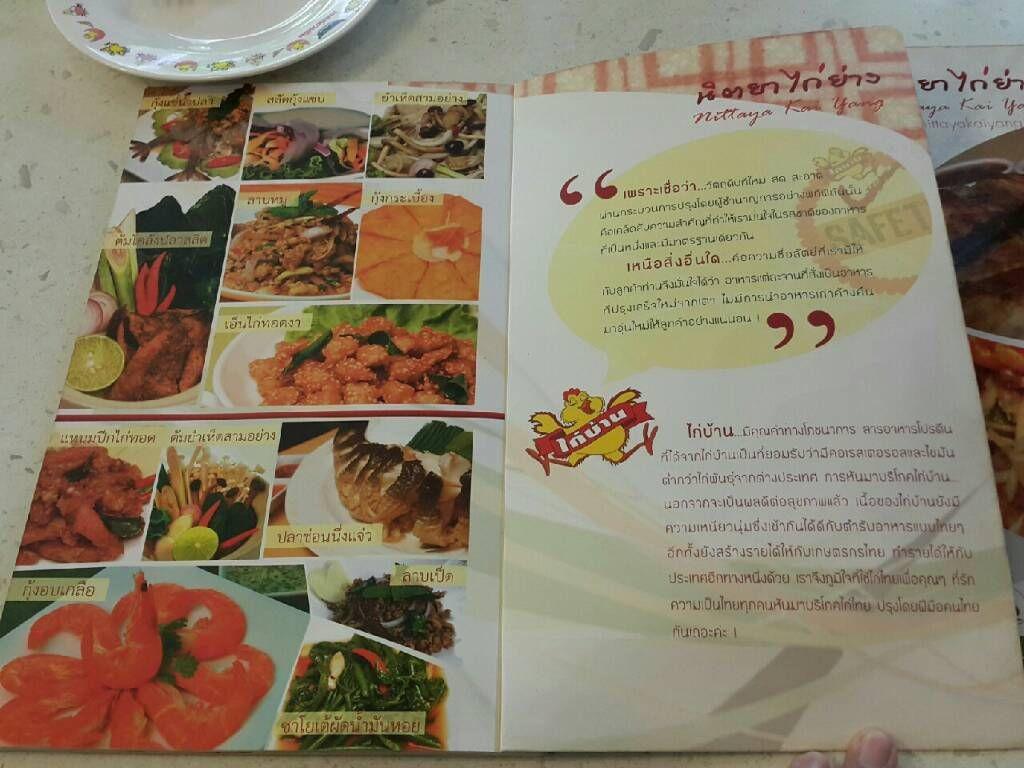 กุ้งแช่น้ำปลา
สลัดกุ้งแซบ
ยำเห็ดสามอย่าง
ต้มโคล้งปลาสลิด
ลาบหมู
กุ้งกระเบื้อง
เอ็นไก่ทอดงา
แหนมปีกไก่ทอด
ต้มยำเห็ดสามอย่าง
ปลาช่อนนึ่งแจ่ว
กุ้งอบเกลือ
ลาบเป็ด
ชาโยเต้ผัดน้ำมันหอย
นิตยาไก่ย่าง
Nittaya Kai Yang
“ เพราะเชื่อว่า...วัตถุดิบที่ใหม่ สด สะอาด
ผ่านกระบวนการปรุงโดยผู้ชำนาญการอย่างพิถีพิถันนั้น
คือเคล็ดลับความสำคัญที่ทำให้เรามั่นใจในรสชาติของอาหาร
ที่เป็นหนึ่งและมีมาตรฐานเดียวกัน
เหนือสิ่งอื่นใด...คือความซื่อสัตย์ที่เรามีให้
กับลูกค้าท่านจึงมั่นใจได้ว่า อาหารแต่ละจานที่สั่งเป็นอาหาร
ที่ปรุงเสร็จใหม่จากเตา ไม่มีการนำอาหารเก่าค้างคืน
มาอุ่นใหม่ให้ลูกค้าอย่างแน่นอน ! ”
SAFET
ไก่บ้าน
ไก่บ้าน...มีคุณค่าทางโภชนาการ สารอาหารโปรตีน
ที่ได้จากไก่บ้านเป็นที่ยอมรับว่ามีคอเรสเตอรอลและไขมัน
ต่ำกว่าไก่พันธุ์จากต่างประเทศ การหันมาบริโภคไก่บ้าน...
นอกจากจะเป็นผลดีต่อสุขภาพแล้ว เนื้อของไก่บ้านยังมี
ความเหนียวนุ่มซึ่งเข้ากันได้ดีกับตำรับอาหารแบบไทยๆ
อีกทั้งยังสร้างรายได้ให้กับเกษตรกรไทย ทำรายได้ให้กับ
ประเทศอีกทางหนึ่งด้วย เราจึงภูมิใจที่ใช้ไก่ไทยเพื่อคุณๆ ที่รัก
ความเป็นไทยทุกคนหันมาบริโภคไก่ไทย ปรุงโดยฝีมือคนไทย
กันเถอะคะ !
ยาไก่ย่
ya Kai Ya
nittayakaiyang